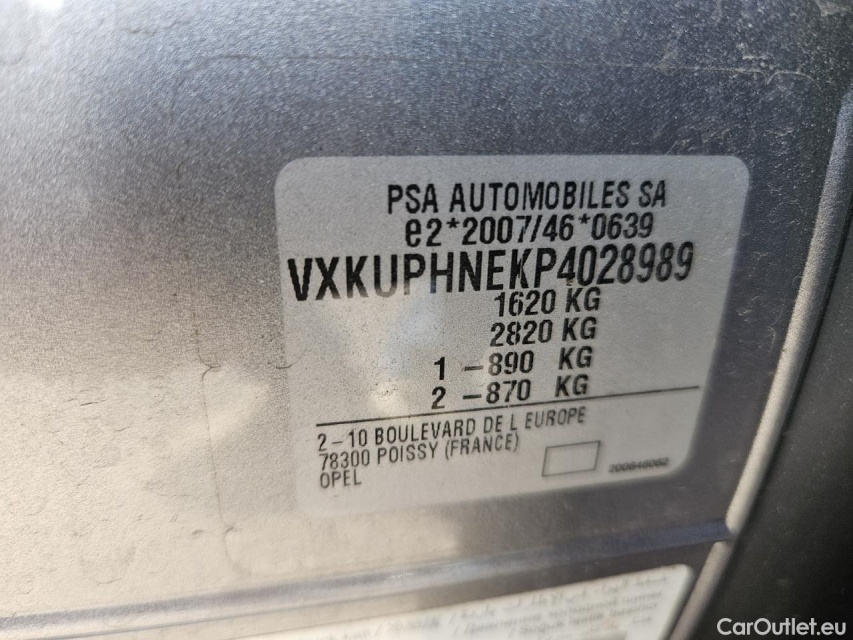 PSA AUTOMOBILES SA
e2*2007/46*0639
VXKUPHNEKP4028989
1620 KG
2820 KG
1 -890 KG
2 -870 KG
2-10 BOULEVARD DE L EUROPE
78300 POISSY (FRANCE)
OPEL
CarOutlet.eu